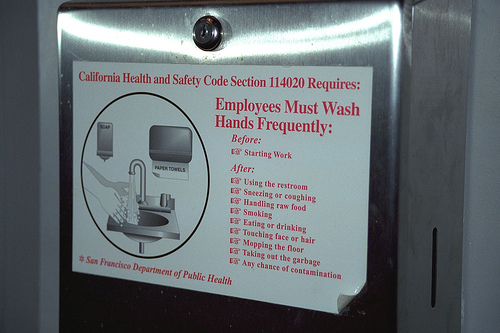 California Health and Safety Code Section 114020 Requires:
Employees Must Wash
Hands Frequently:
Before:
Starting Work
After:
Using the restroom
Sneezing or coughing
Handling raw food
Smoking
Eating or drinking
Touching face or hair
Mopping the floor
Taking out the garbage
Any chance of contamination
SOAP
PAPER TOWELS
* San Francisco Department of Public Health